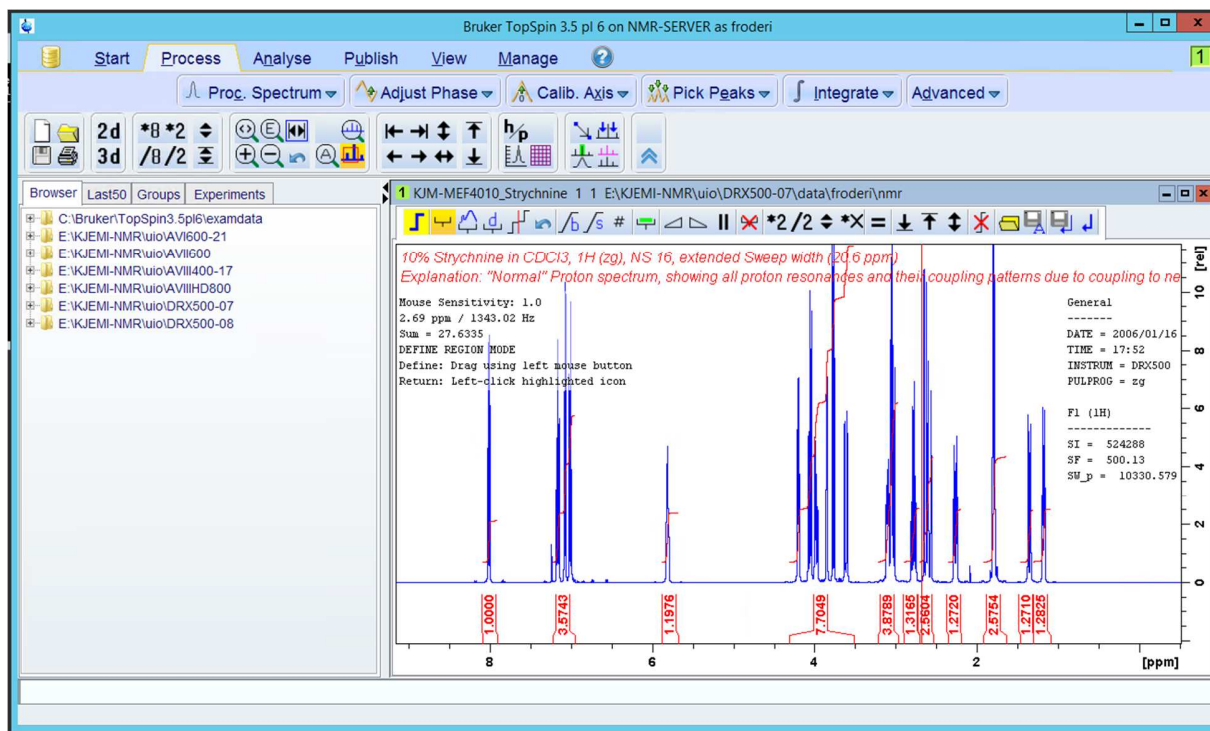 Bruker TopSpin 3.5 pl 6 on NMR-SERVER as froderi
Start Process Analyse Publish View Manage ? 1
Proc. Spectrum Adjust Phase Calib. Axis Pick Peaks Integrate Advanced
2d *8 *2 E h/p
3d /8 /2 A
Browser Last50 Groups Experiments
C:\Bruker\TopSpin3.5pl6\examdata
E:\KJEMI-NMR\uio\AVI600-21
E:\KJEMI-NMR\uio\AVII600
E:\KJEMI-NMR\uio\AVIII400-17
E:\KJEMI-NMR\uio\AVIIIHD800
E:\KJEMI-NMR\uio\DRX500-07
E:\KJEMI-NMR\uio\DRX500-08
1 KJM-MEF4010_Strychnine 1 1 E:\KJEMI-NMR\uio\DRX500-07\data\froderi\nmr
d b s # *2 /2 *X = A
10% Strychnine in CDCl3, 1H (zg), NS 16, extended Sweep width (20.6 ppm)
Explanation: "Normal" Proton spectrum, showing all proton resonances and their coupling patterns due to coupling to ne
Mouse Sensitivity: 1.0
2.69 ppm / 1343.02 Hz
Sum = 27.6335
DEFINE REGION MODE
Define: Drag using left mouse button
Return: Left-click highlighted icon
General
-------
DATE = 2006/01/16
TIME = 17:52
INSTRUM = DRX500
PULPROG = zg
F1 (1H)
-------------
SI = 524288
SF = 500.13
SW_p = 10330.579
[rel]
10
8
6
4
2
0
1.0000 3.5743 1.1976 7.7049 3.8789 1.3165 2.5604 1.2720 2.5754 1.2710 1.2825
8 6 4 2 [ppm]